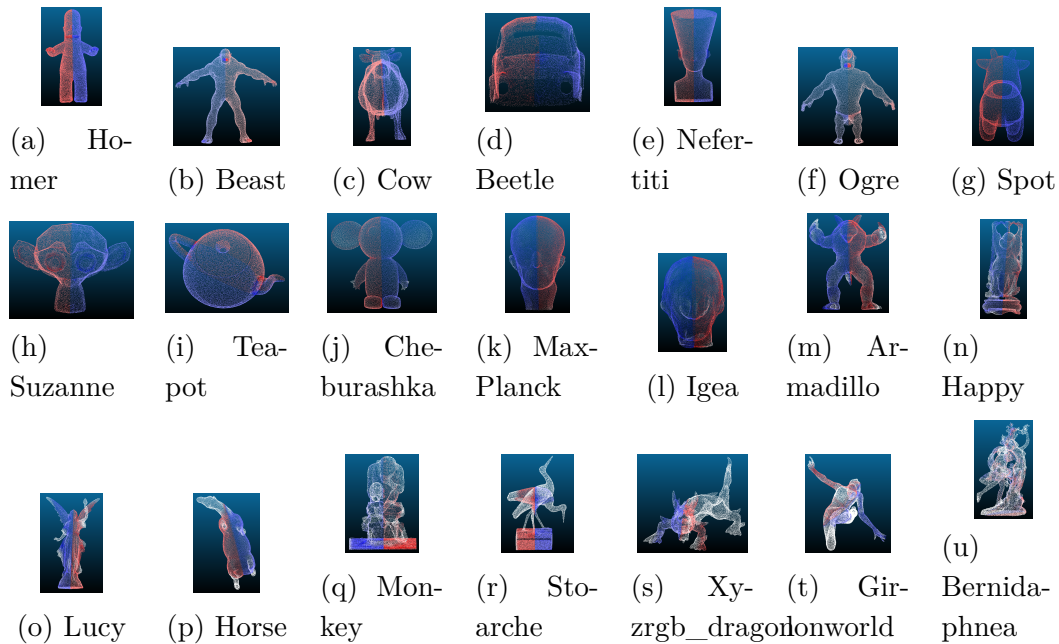 (a) Ho-
mer
(b) Beast
(c) Cow
(d)
Beetle
(e) Nefer-
titi
(f) Ogre
(g) Spot
(h)
Suzanne
(i) Tea-
pot
(j) Che-
burashka
(k) Max-
Planck
(l) Igea
(m) Ar-
madillo
(n)
Happy
(o) Lucy
(p) Horse
(q) Mon-
key
(r) Sto-
arche
(s) Xy-
zrgb_dragon
(t) Gir-
lonworld
(u)
Bernida-
phnea